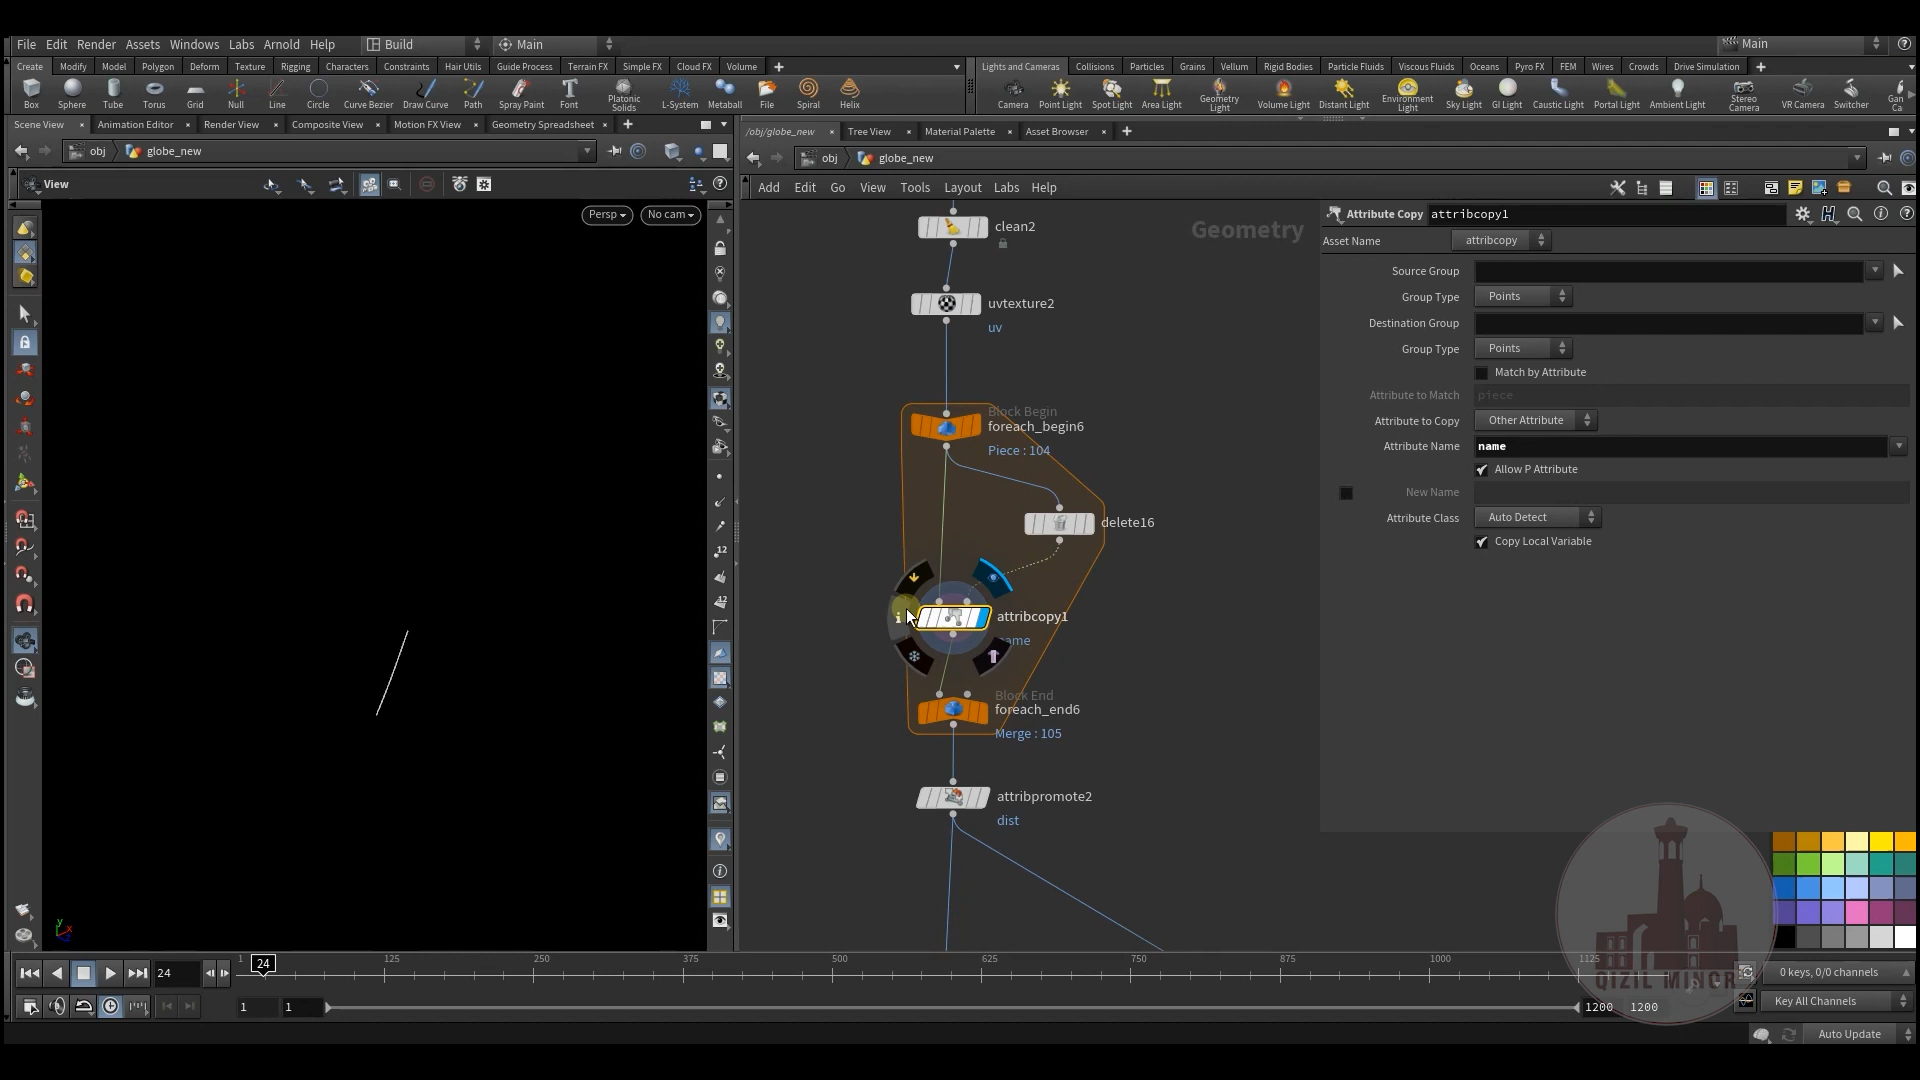 File Edit Render Assets Windows Labs Arnold Help Build Main Main
Create Modify Model Polygon Deform Texture Rigging Characters Constraints Hair Utils Guide Process Terrain FX Simple FX Cloud FX Volume
Lights and Cameras Collisions Particles Grains Vellum Rigid Bodies Particle Fluids Viscous Fluids Oceans Pyro FX FEM Wires Crowds Drive Simulation
Box Sphere Tube Torus Grid Null Line Circle Curve Bezier Draw Curve Path Spray Paint Font Platonic Solids L-System Metaball File Spiral Helix
Camera Point Light Spot Light Area Light Geometry Light Volume Light Distant Light Environment Light Sky Light GI Light Caustic Light Portal Light Ambient Light Stereo Camera VR Camera Switcher Gan Ca
Scene View Animation Editor Render View Composite View Motion FX View Geometry Spreadsheet
/obj/globe_new Tree View Material Palette Asset Browser
obj globe_new
obj globe_new
View
Add Edit Go View Tools Layout Labs Help
Persp No cam
Geometry
clean2
uvtexture2
uv
Block Begin
foreach_begin6
Piece : 104
delete16
attribcopy1
name
Block End
foreach_end6
Merge : 105
attribpromote2
dist
Attribute Copy attribcopy1
Asset Name attribcopy
Source Group
Group Type Points
Destination Group
Group Type Points
Match by Attribute
Attribute to Match piece
Attribute to Copy Other Attribute
Attribute Name name
Allow P Attribute
New Name
Attribute Class Auto Detect
Copy Local Variable
12
12
y
x
z
QIZIL MINOR
24 1 24 125 250 375 500 625 750 875 1000 1125
0 keys, 0/0 channels
1 1 1200 1200
Key All Channels
Auto Update